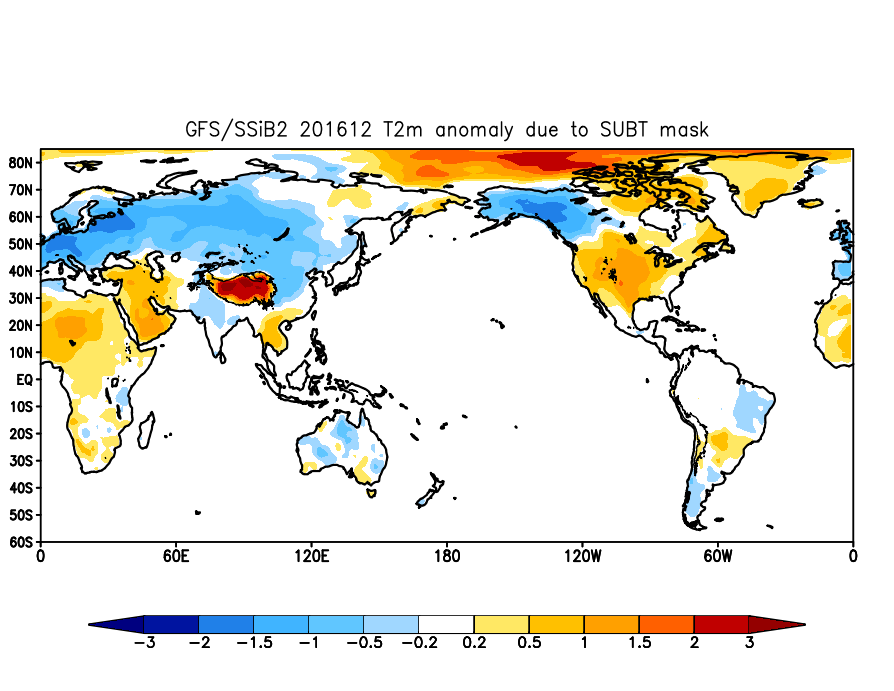 GFS/SSiB2 201612 T2m anomaly due to SUBT mask
80N
70N
60N
50N
40N
30N
20N
10N
EQ
10S
20S
30S
40S
50S
60S
0 60E 120E 180 120W 60W 0
-3 -2 -1.5 -1 -0.5 -0.2 0.2 0.5 1 1.5 2 3